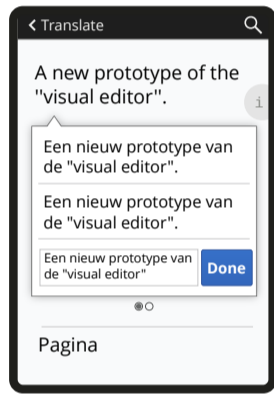 Translate
A new prototype of the
"visual editor".
i
Een nieuw prototype van
de "visual editor".
Een nieuw prototype van
de "visual editor".
Een nieuw prototype van
de "visual editor"
Done
Pagina